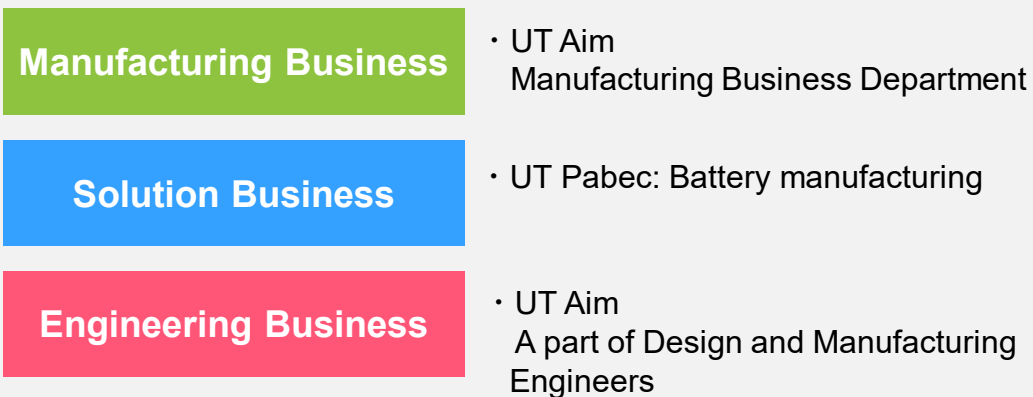 Manufacturing Business
・UT Aim
Manufacturing Business Department
Solution Business
・UT Pabec: Battery manufacturing
Engineering Business
・UT Aim
A part of Design and Manufacturing
Engineers